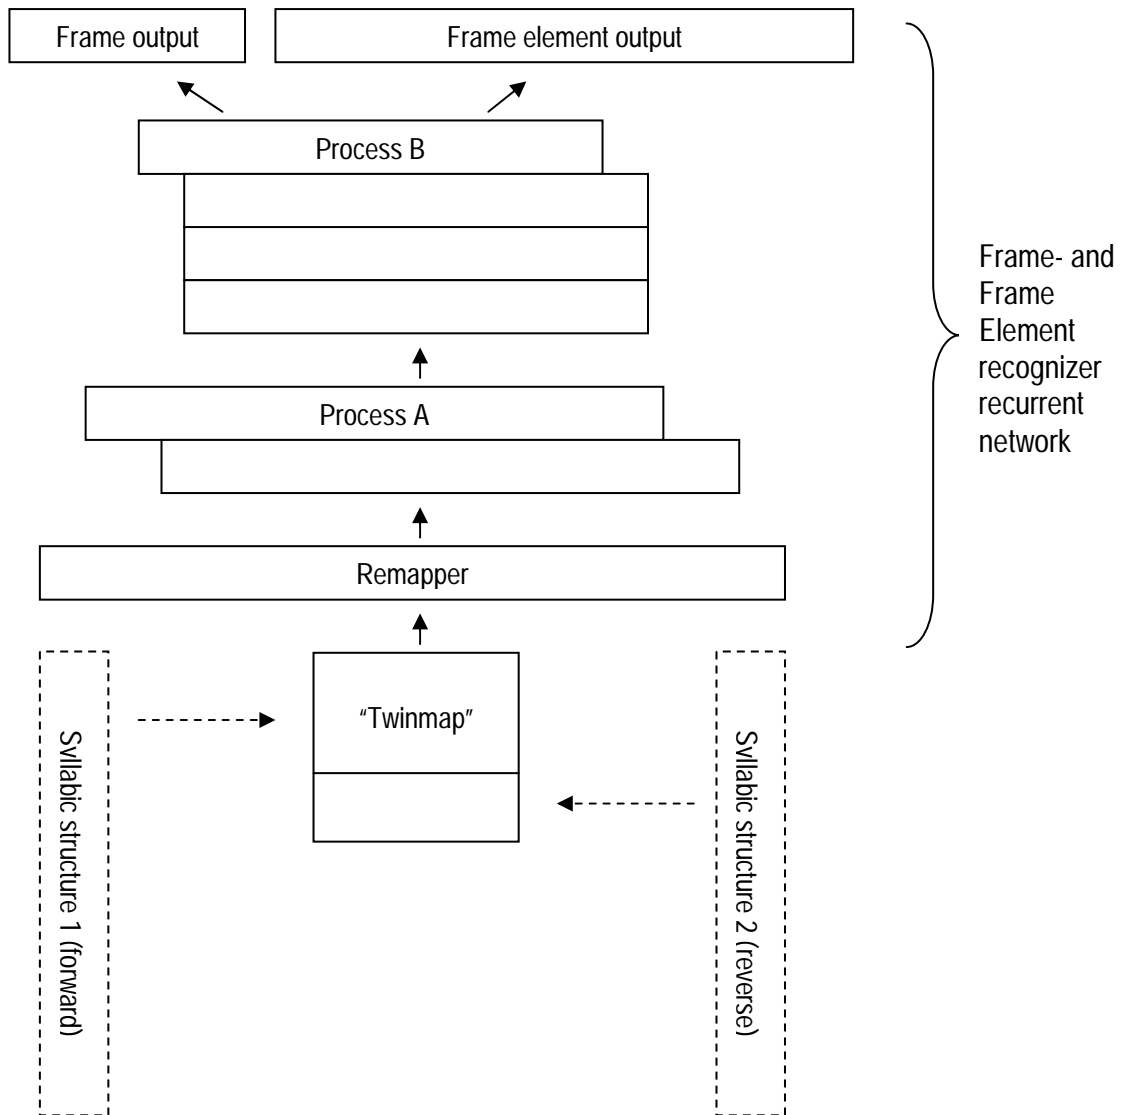 Frame output
Frame element output
Process B
Frame- and
Frame
Element
recognizer
recurrent
network
Process A
Remapper
“Twinmap”
Syllabic structure 1 (forward)
Syllabic structure 2 (reverse)